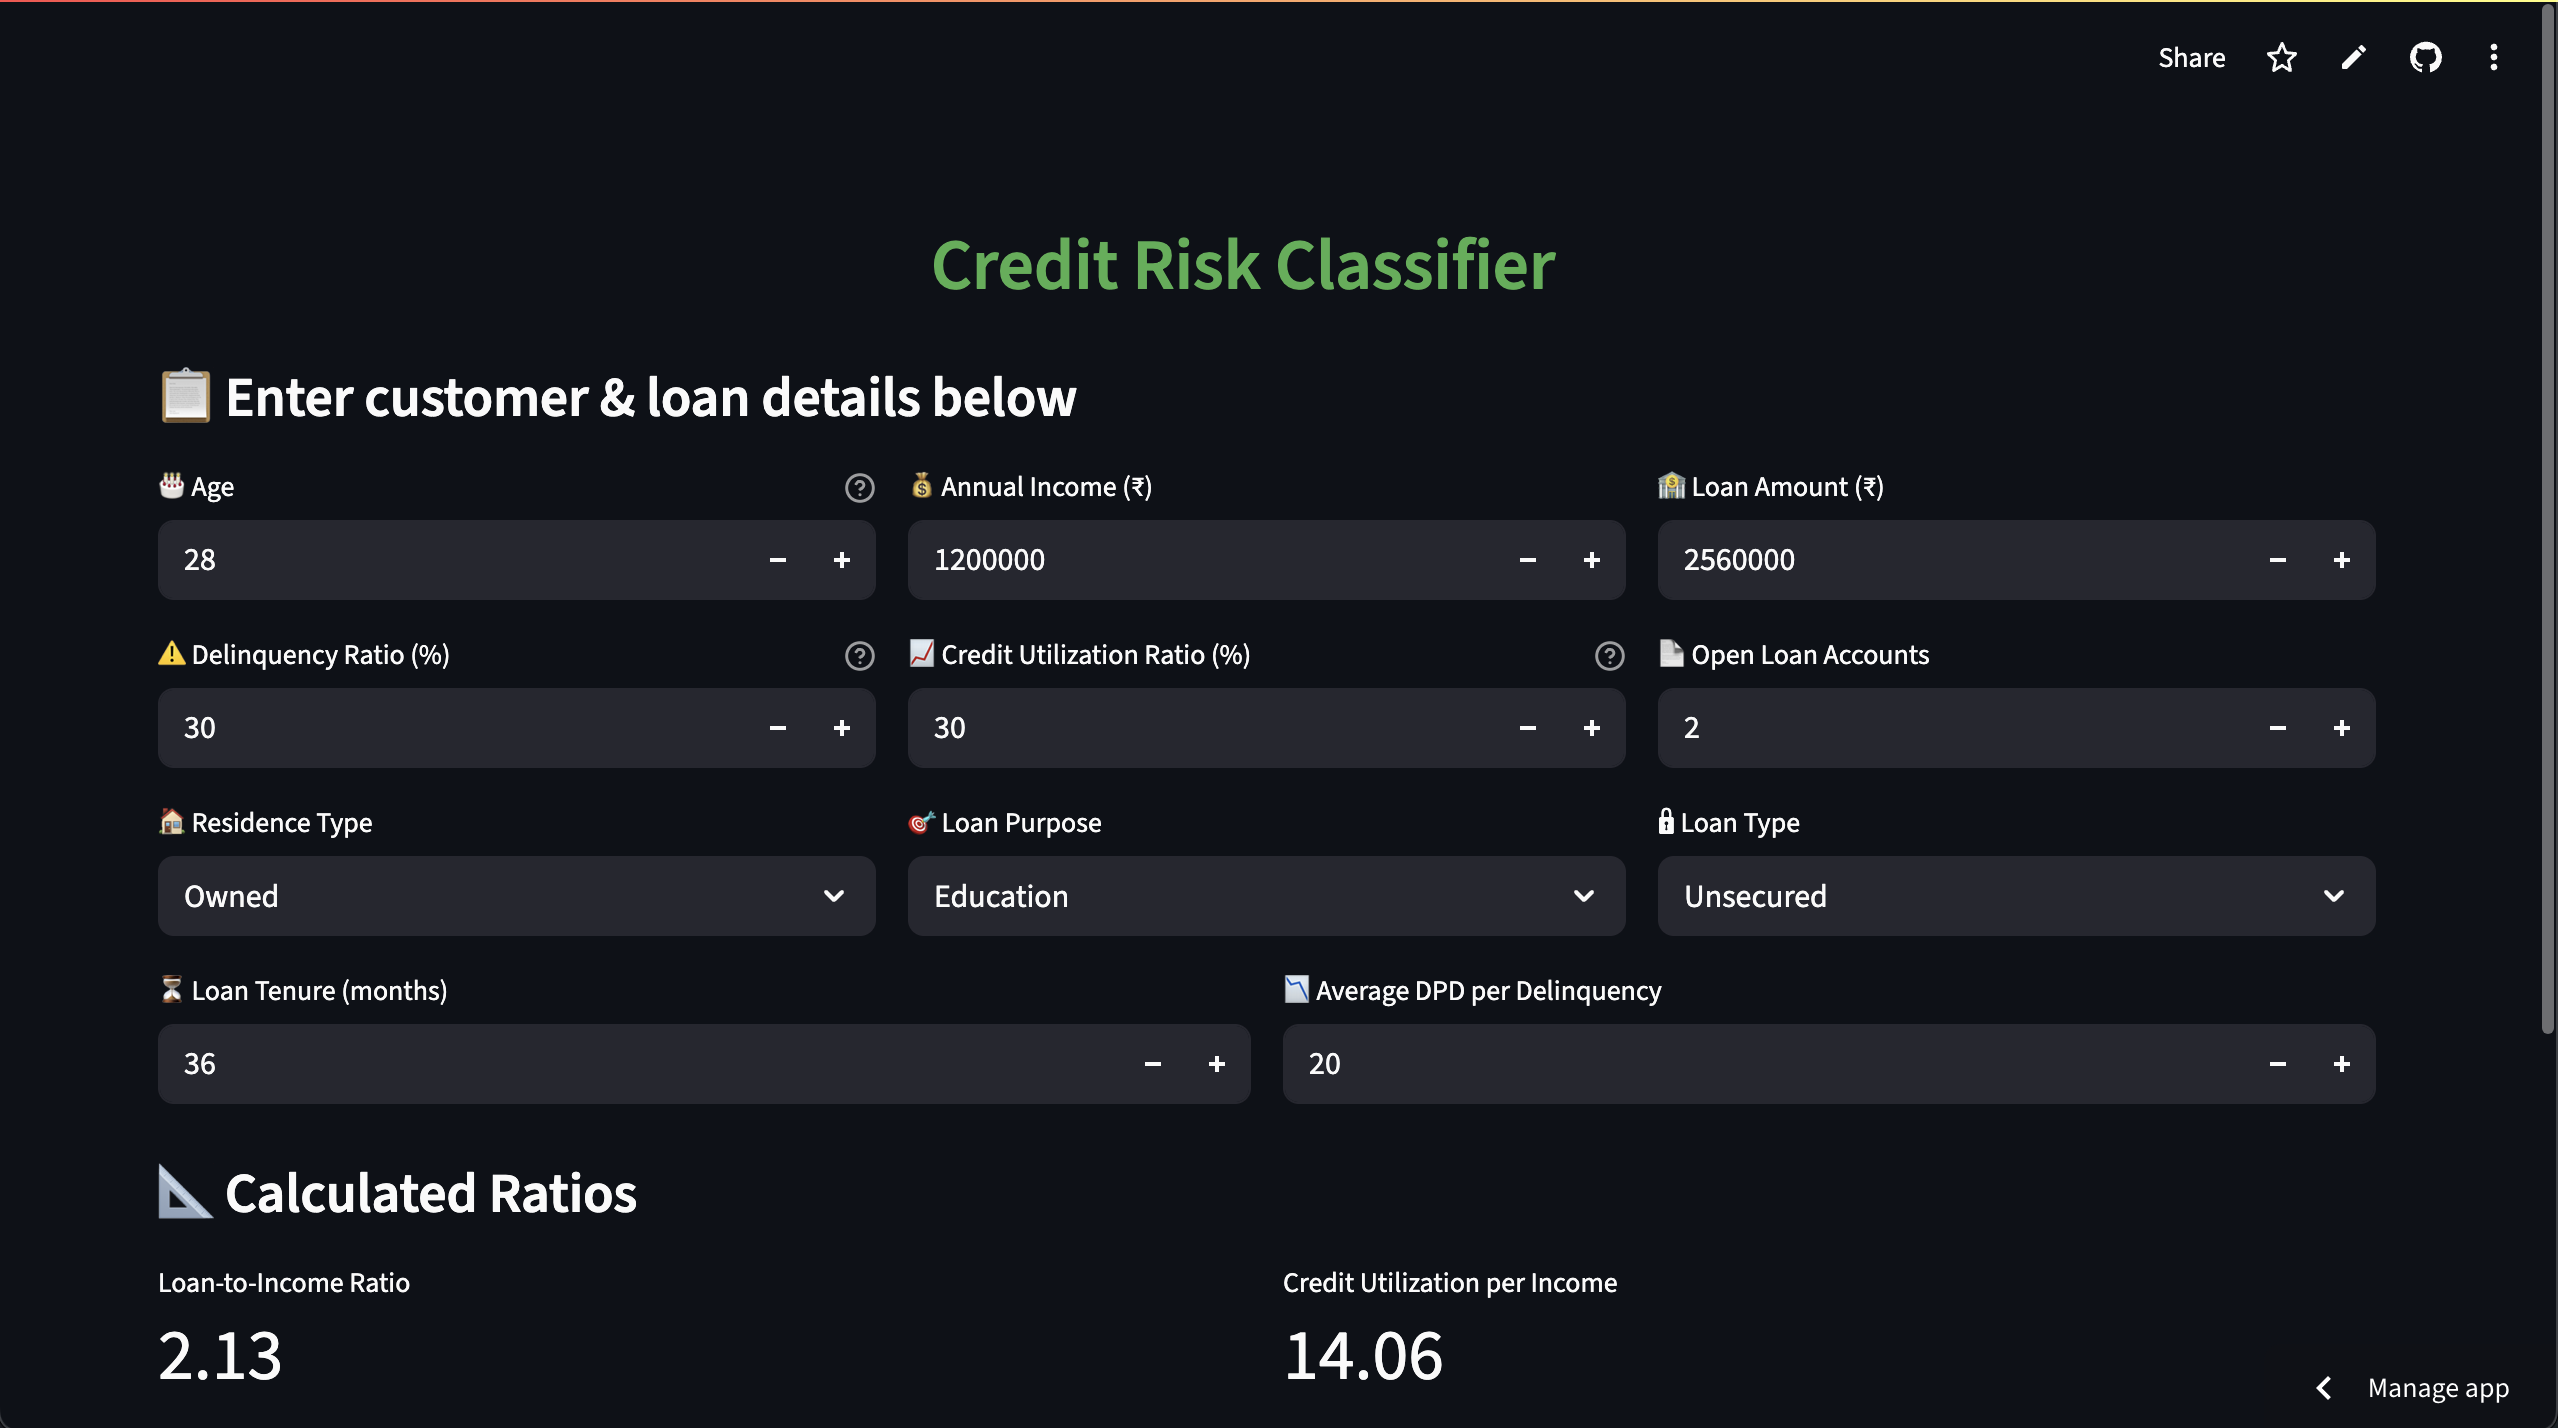 Share
Credit Risk Classifier
Enter customer & loan details below
Age
Annual Income (₹)
Loan Amount (₹)
28
1200000
2560000
Delinquency Ratio (%)
Credit Utilization Ratio (%)
Open Loan Accounts
30
30
2
Residence Type
Loan Purpose
Loan Type
Owned
Education
Unsecured
Loan Tenure (months)
Average DPD per Delinquency
36
20
Calculated Ratios
Loan-to-Income Ratio
Credit Utilization per Income
2.13
14.06
Manage app